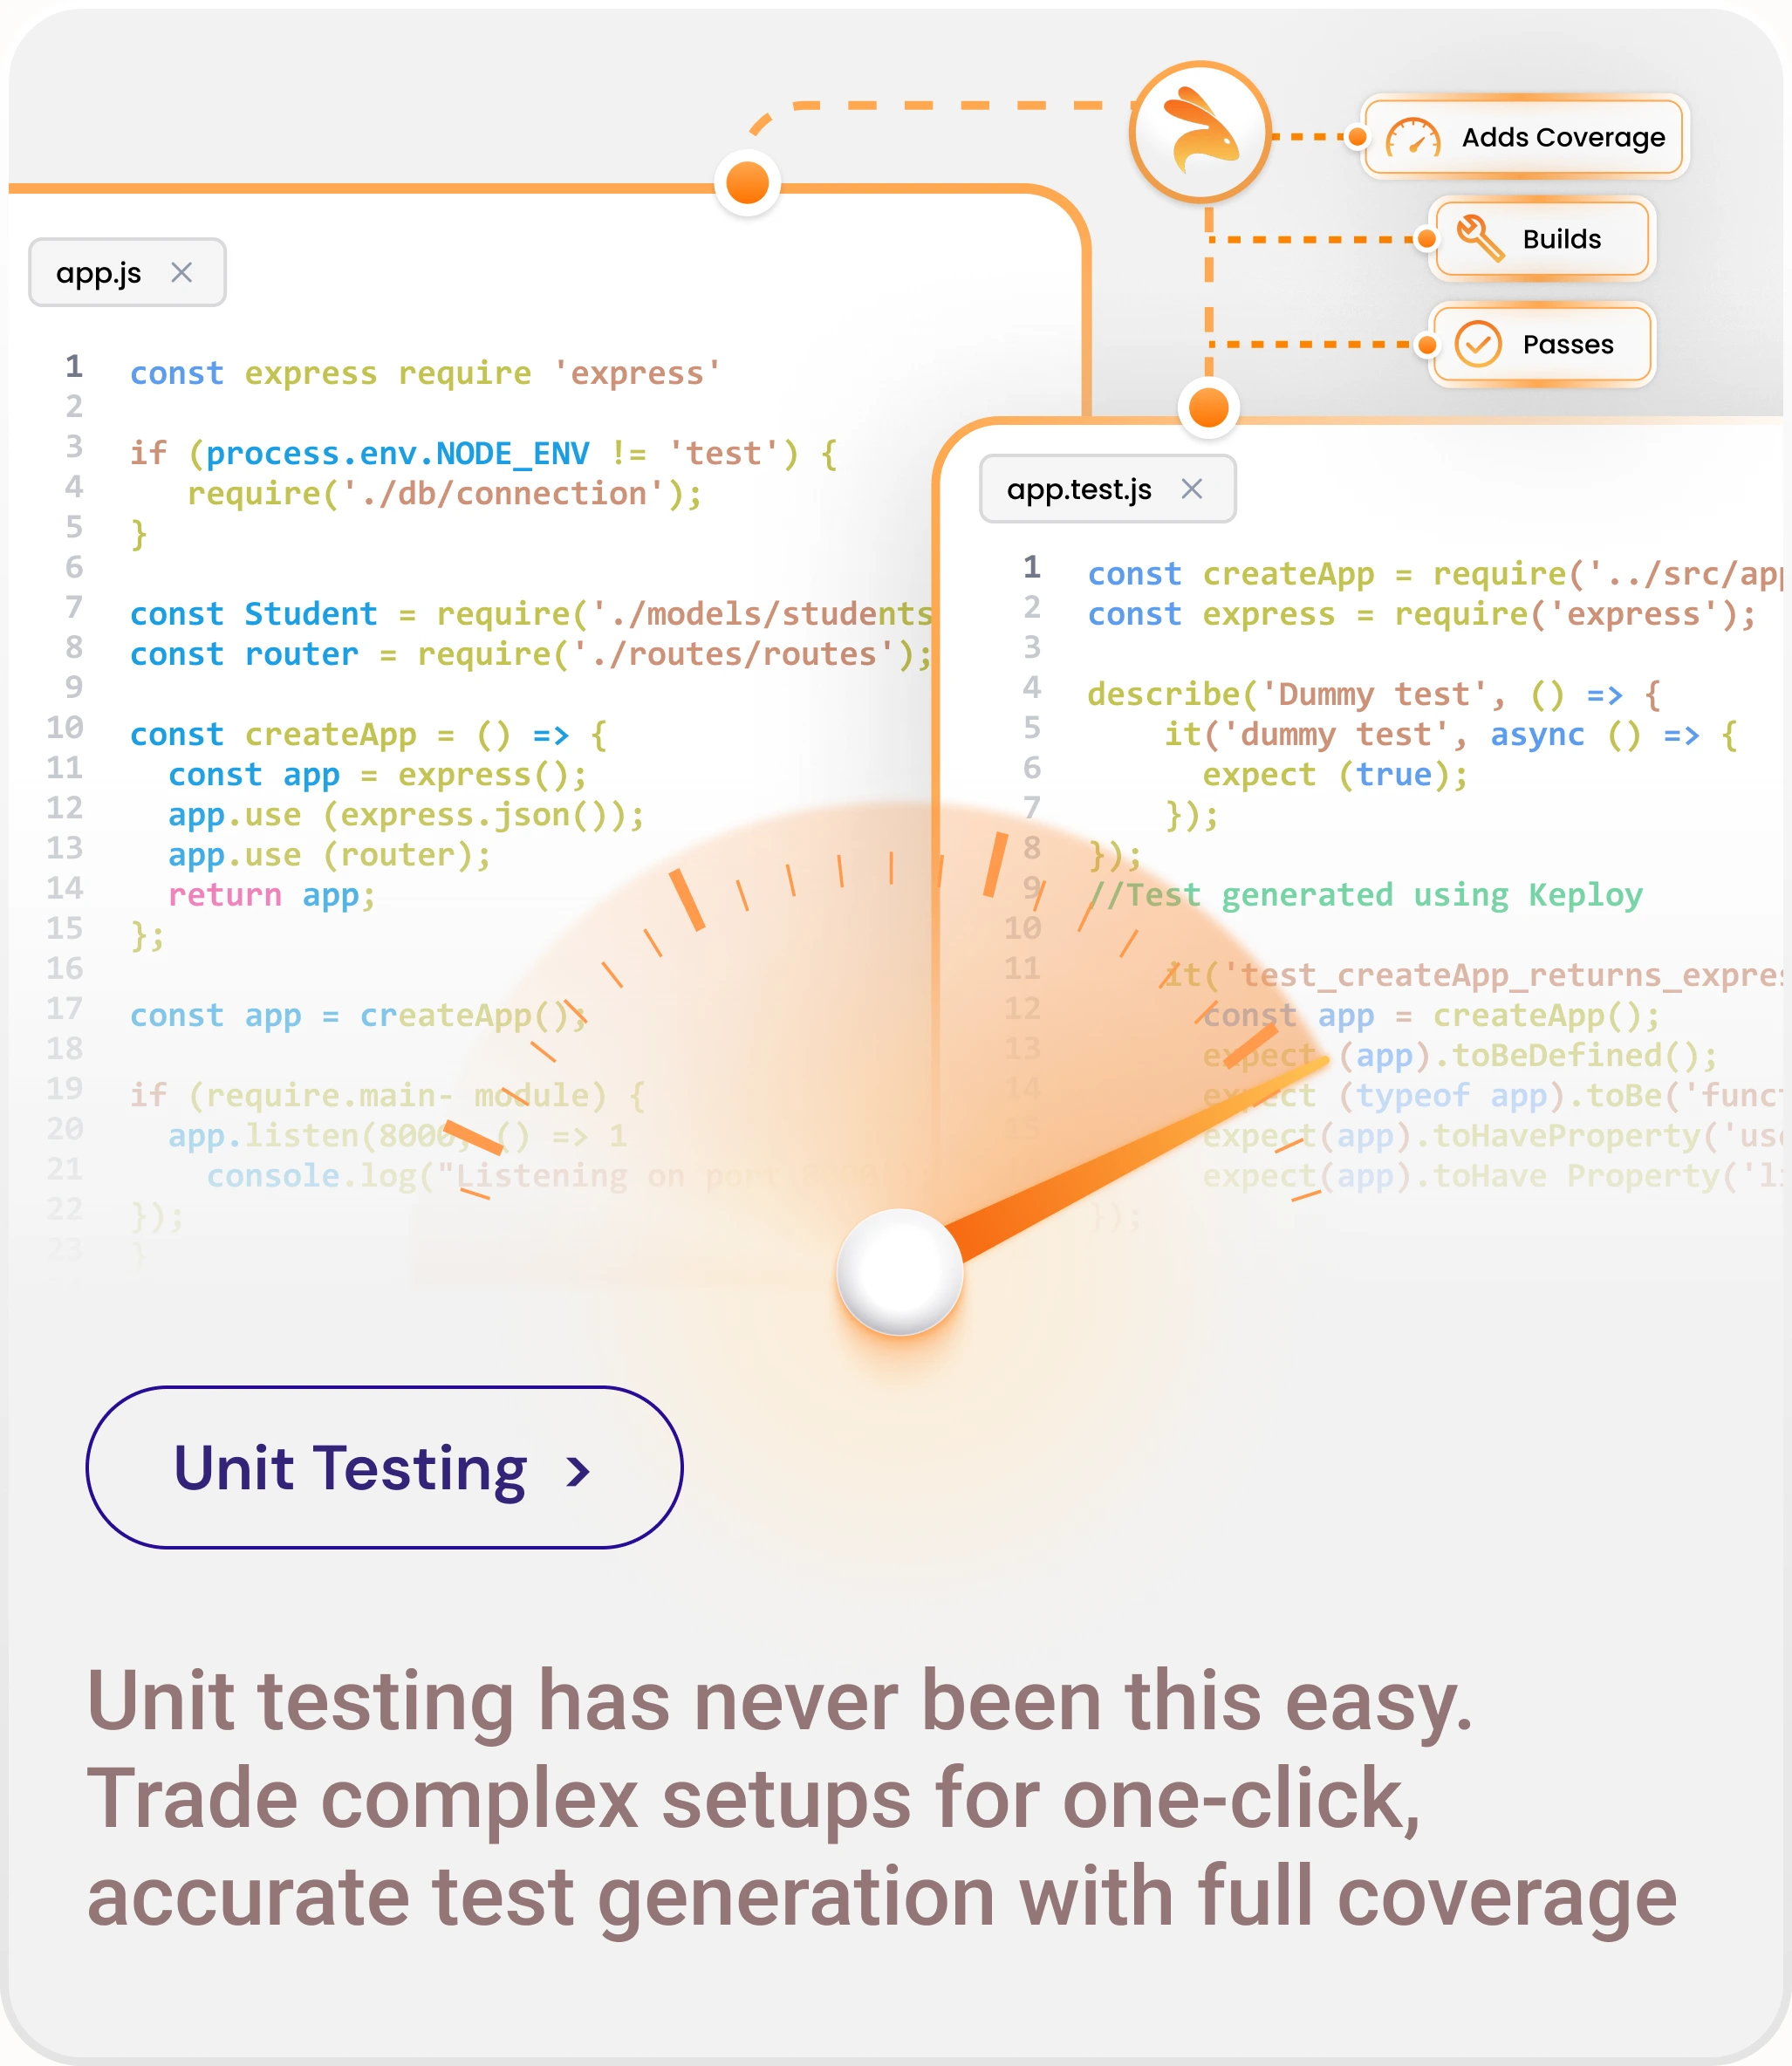 Adds Coverage
Builds
Passes
app.js
1 const express require 'express'
2
3 if (process.env.NODE_ENV != 'test') {
4 require('./db/connection');
5 }
6
7 const Student = require('./models/students
8 const router = require('./routes/routes');
9
10 const createApp = () => {
11 const app = express();
12 app.use (express.json());
13 app.use (router);
14 return app;
15 };
16
17 const app = createApp();
18
19 if (require.main- module) {
20 app.listen(8000, () => 1
21 console.log("Listening on port
22 });
23 }
app.test.js
1 const createApp = require('../src/app
2 const express = require('express');
3
4 describe('Dummy test', () => {
5 it('dummy test', async () => {
6 expect (true);
7 });
8 });
9 //Test generated using Keploy
10
11 it('test_createApp_returns_expres
12 const app = createApp();
13 expect (app).toBeDefined();
14 expect (typeof app).toBe('funct
15 expect(app).toHaveProperty('use
expect(app).toHave Property('li
});
Unit Testing >
Unit testing has never been this easy.
Trade complex setups for one-click,
accurate test generation with full coverage